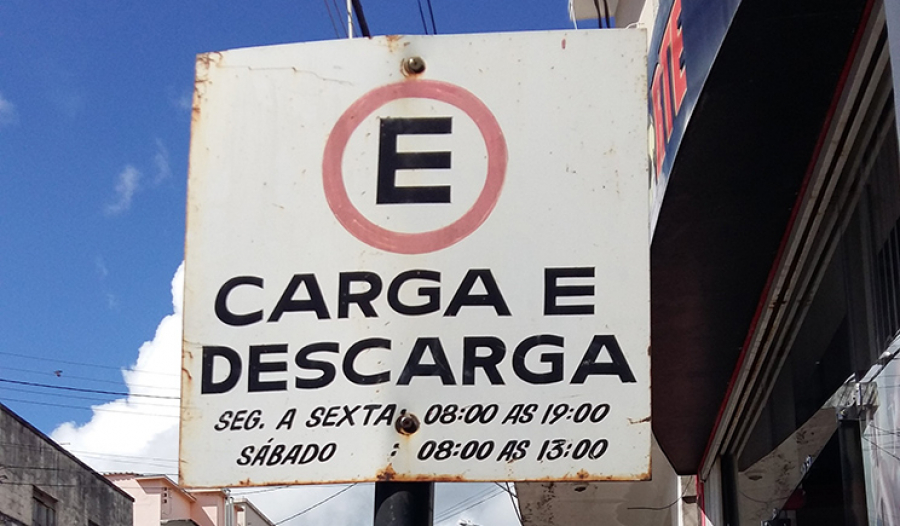 E
CARGA E
DESCARGA
SEG. A SEXTA: 08:00 AS 19:00
SÁBADO : 08:00 AS 13:00